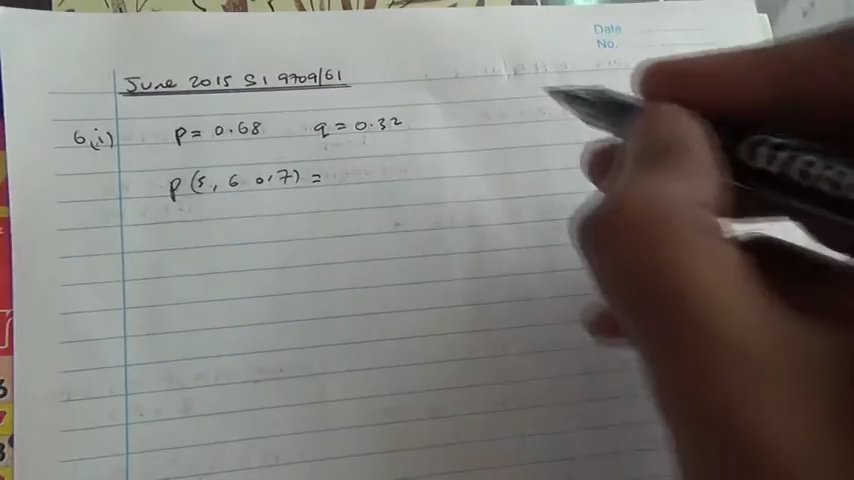 Date
No.
June 2015 S1 9709/61
6(i) p = 0.68 q = 0.32
p(5, 6 or 7) =